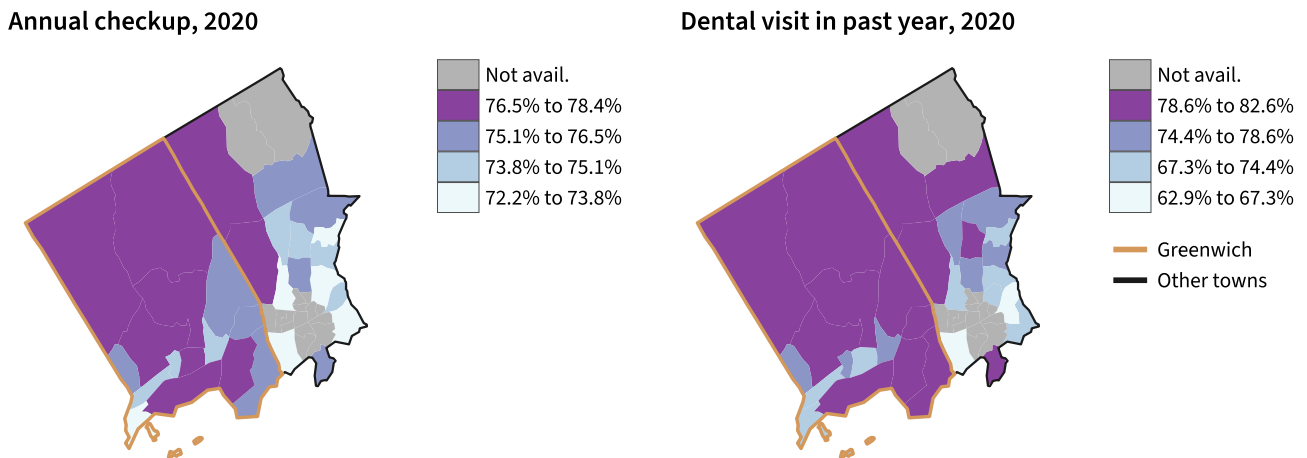 Annual checkup, 2020
Not avail.
76.5% to 78.4%
75.1% to 76.5%
73.8% to 75.1%
72.2% to 73.8%
Dental visit in past year, 2020
Not avail.
78.6% to 82.6%
74.4% to 78.6%
67.3% to 74.4%
62.9% to 67.3%
Greenwich
Other towns